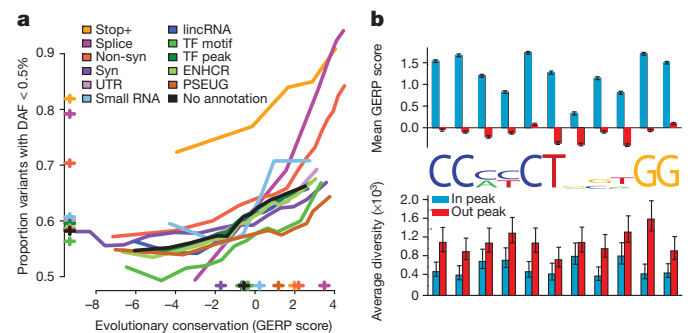 a
Proportion variants with DAF < 0.5%
0.9
0.8
0.7
0.6
0.5
Stop+
Splice
Non-syn
Syn
UTR
Small RNA
lincRNA
TF motif
TF peak
ENHCR
PSEUG
No annotation
−8 −6 −4 −2 0 2 4
Evolutionary conservation (GERP score)
b
Mean GERP score
1.5
1.0
0.5
0.0
CC CT GG
Average diversity (×10³)
2.0
1.6
1.2
0.8
0.4
0
In peak
Out peak